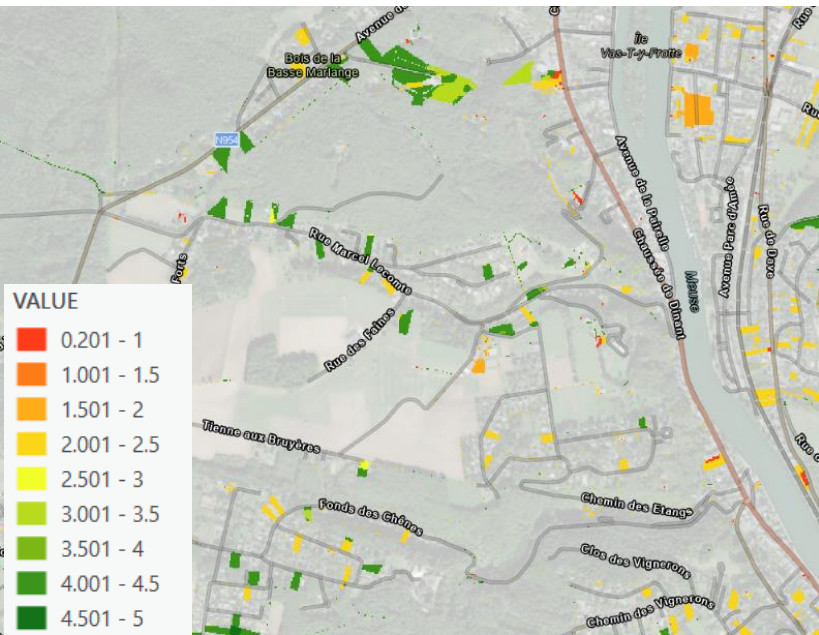 Avenue de
Île
Vas-T-y-Frotte
Bois de la
Basse Marlange
N954
Avenue de la Pairelle
Avenue Parc d'Amée
Rue de Dave
Rue Marcel Lecomte
Chaussée de Dinant
Meuse
Forts
Rue des Faînes
Tienne aux Bruyères
Fonds des Chênes
Chemin des Etangs
Clos des Vignerons
Chemin des Vignerons
VALUE
0.201 - 1
1.001 - 1.5
1.501 - 2
2.001 - 2.5
2.501 - 3
3.001 - 3.5
3.501 - 4
4.001 - 4.5
4.501 - 5